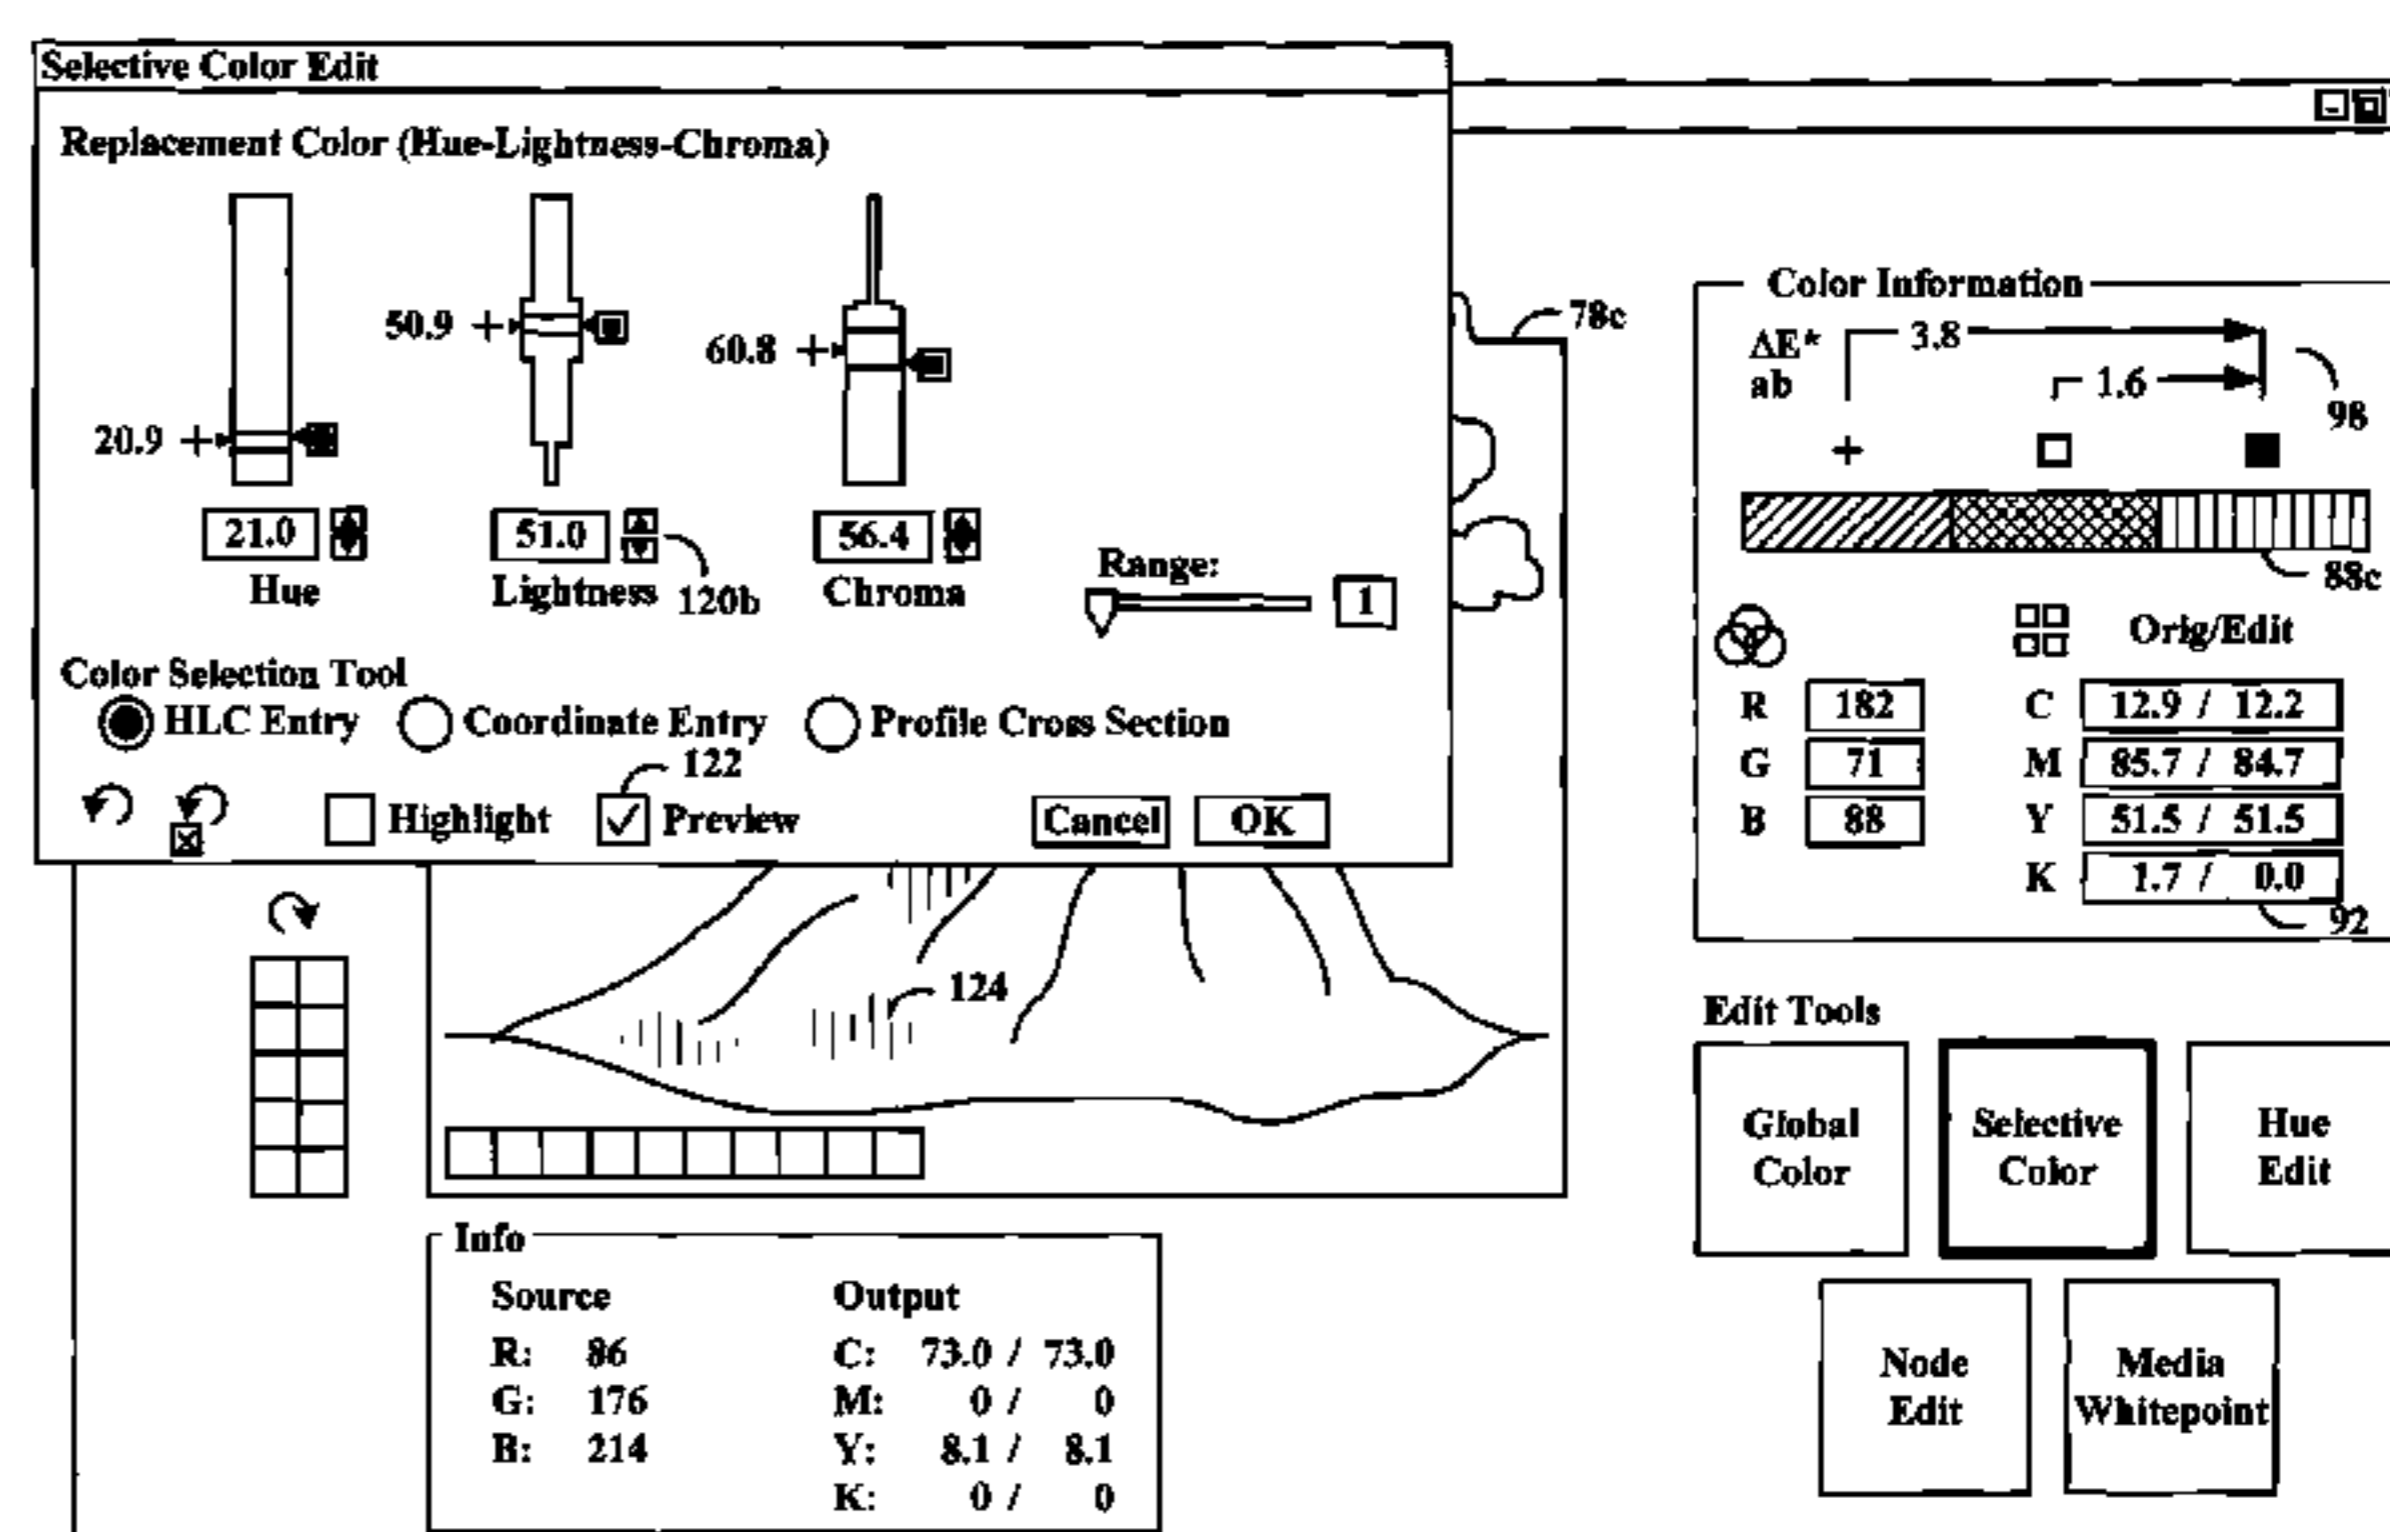 Selective Color Edit
Replacement Color (Hue-Lightness-Chroma)
50.9
60.8
20.9
21.0
51.0
56.4
Hue
Lightness
120b
Chroma
Range:
1
Color Selection Tool
HLC Entry
Coordinate Entry
Profile Cross Section
122
Highlight
Preview
Cancel
OK
78c
Color Information
ΔE*
ab
3.8
1.6
98
88c
Orig/Edit
R 182 C 12.9 / 12.2
G 71 M 85.7 / 84.7
B 88 Y 51.5 / 51.5
K 1.7 / 0.0
92
124
Edit Tools
Global
Color
Selective
Color
Hue
Edit
Node
Edit
Media
Whitepoint
Info
Source Output
R: 86 C: 73.0 / 73.0
G: 176 M: 0 / 0
B: 214 Y: 8.1 / 8.1
K: 0 / 0